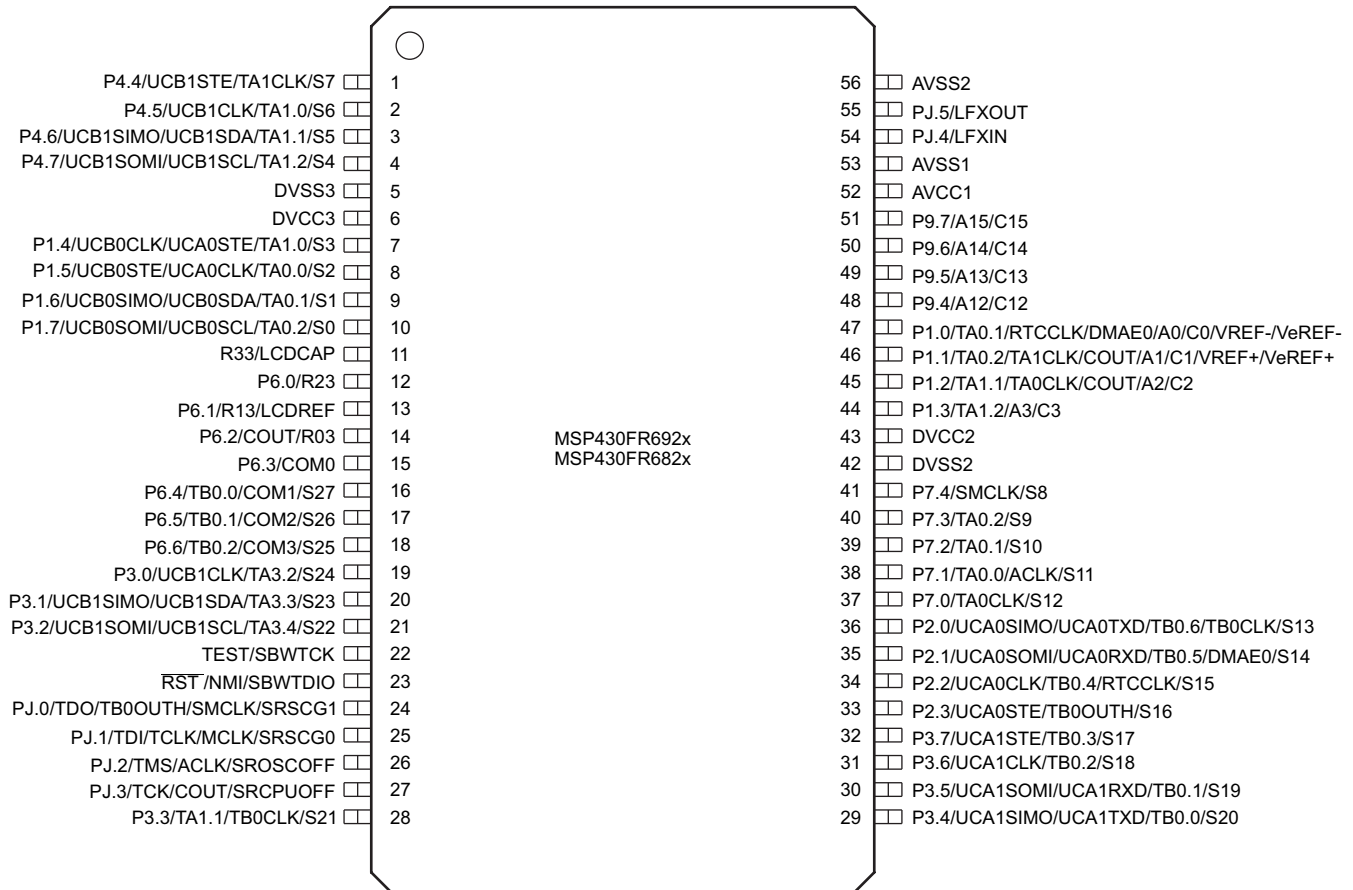 P4.4/UCB1STE/TA1CLK/S7 1
P4.5/UCB1CLK/TA1.0/S6 2
P4.6/UCB1SIMO/UCB1SDA/TA1.1/S5 3
P4.7/UCB1SOMI/UCB1SCL/TA1.2/S4 4
DVSS3 5
DVCC3 6
P1.4/UCB0CLK/UCA0STE/TA1.0/S3 7
P1.5/UCB0STE/UCA0CLK/TA0.0/S2 8
P1.6/UCB0SIMO/UCB0SDA/TA0.1/S1 9
P1.7/UCB0SOMI/UCB0SCL/TA0.2/S0 10
R33/LCDCAP 11
P6.0/R23 12
P6.1/R13/LCDREF 13
P6.2/COUT/R03 14
P6.3/COM0 15
P6.4/TB0.0/COM1/S27 16
P6.5/TB0.1/COM2/S26 17
P6.6/TB0.2/COM3/S25 18
P3.0/UCB1CLK/TA3.2/S24 19
P3.1/UCB1SIMO/UCB1SDA/TA3.3/S23 20
P3.2/UCB1SOMI/UCB1SCL/TA3.4/S22 21
TEST/SBWTCK 22
RST/NMI/SBWTDIO 23
PJ.0/TDO/TB0OUTH/SMCLK/SRSCG1 24
PJ.1/TDI/TCLK/MCLK/SRSCG0 25
PJ.2/TMS/ACLK/SROSCOFF 26
PJ.3/TCK/COUT/SRCPUOFF 27
P3.3/TA1.1/TB0CLK/S21 28
MSP430FR692x
MSP430FR682x
56 AVSS2
55 PJ.5/LFXOUT
54 PJ.4/LFXIN
53 AVSS1
52 AVCC1
51 P9.7/A15/C15
50 P9.6/A14/C14
49 P9.5/A13/C13
48 P9.4/A12/C12
47 P1.0/TA0.1/RTCCLK/DMAE0/A0/C0/VREF-/VeREF-
46 P1.1/TA0.2/TA1CLK/COUT/A1/C1/VREF+/VeREF+
45 P1.2/TA1.1/TA0CLK/COUT/A2/C2
44 P1.3/TA1.2/A3/C3
43 DVCC2
42 DVSS2
41 P7.4/SMCLK/S8
40 P7.3/TA0.2/S9
39 P7.2/TA0.1/S10
38 P7.1/TA0.0/ACLK/S11
37 P7.0/TA0CLK/S12
36 P2.0/UCA0SIMO/UCA0TXD/TB0.6/TB0CLK/S13
35 P2.1/UCA0SOMI/UCA0RXD/TB0.5/DMAE0/S14
34 P2.2/UCA0CLK/TB0.4/RTCCLK/S15
33 P2.3/UCA0STE/TB0OUTH/S16
32 P3.7/UCA1STE/TB0.3/S17
31 P3.6/UCA1CLK/TB0.2/S18
30 P3.5/UCA1SOMI/UCA1RXD/TB0.1/S19
29 P3.4/UCA1SIMO/UCA1TXD/TB0.0/S20